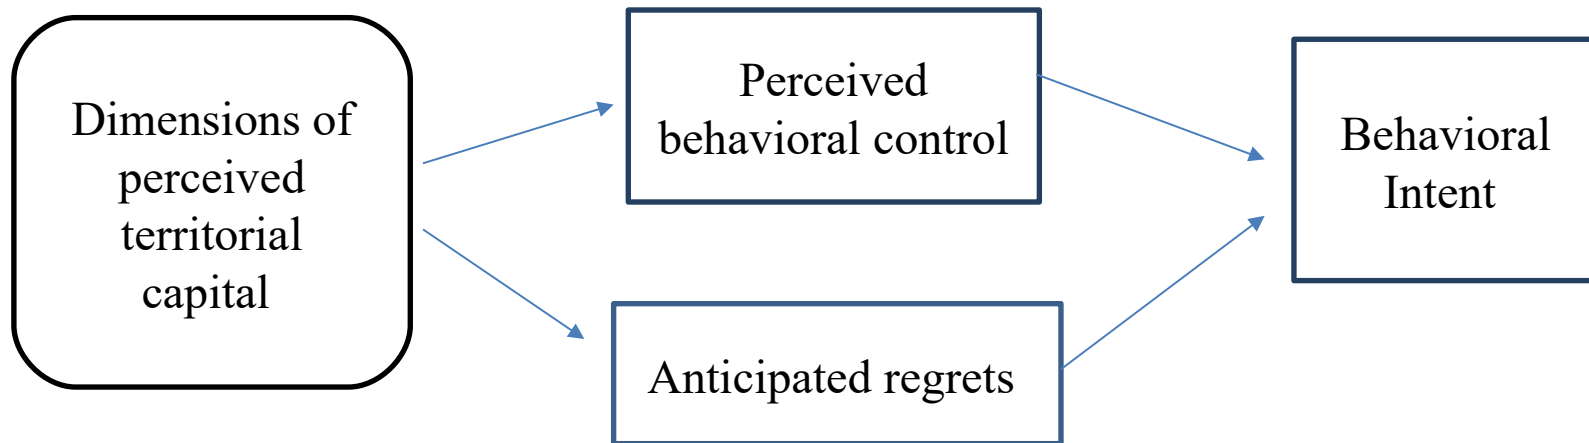 Dimensions of
perceived
territorial
capital
Perceived
behavioral control
Anticipated regrets
Behavioral
Intent